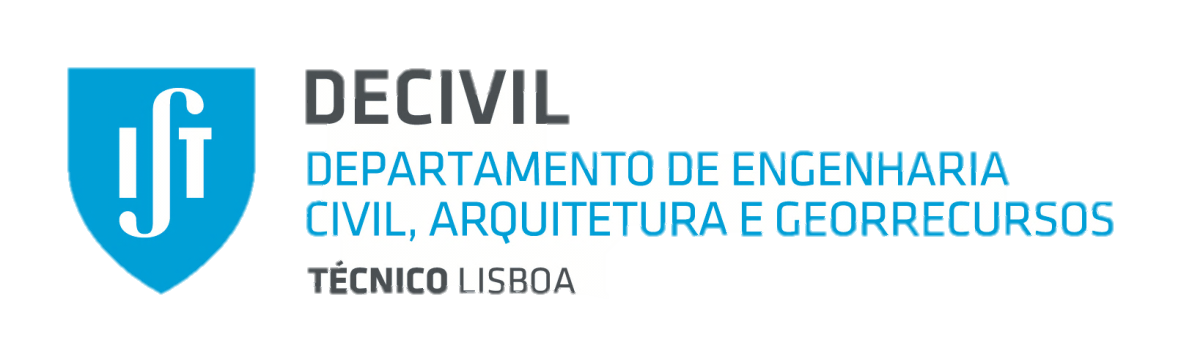 IST
DECIVIL
DEPARTAMENTO DE ENGENHARIA
CIVIL, ARQUITETURA E GEORRECURSOS
TÉCNICO LISBOA